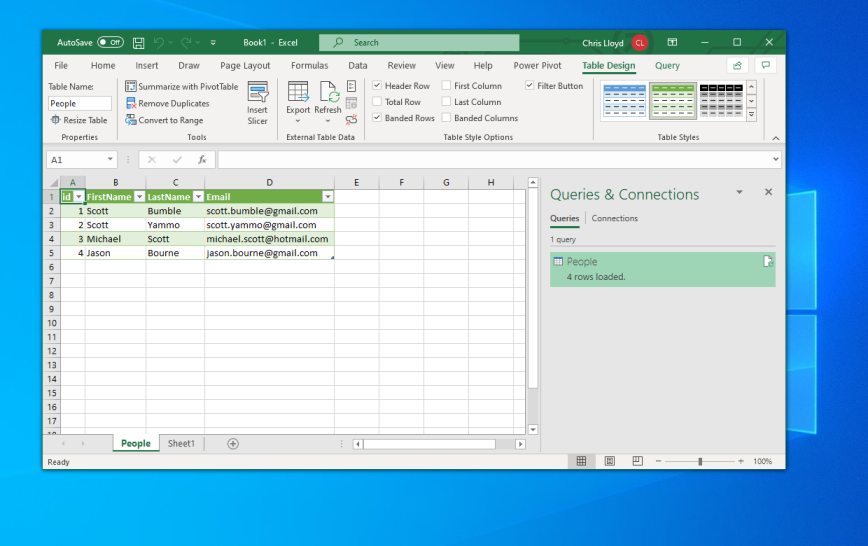 AutoSave Off Book1 - Excel Search Chris Lloyd CL
File Home Insert Draw Page Layout Formulas Data Review View Help Power Pivot Table Design Query
Table Name:
People
Resize Table
Properties
Summarize with PivotTable
Remove Duplicates
Convert to Range
Insert
Slicer
Tools
Export Refresh
External Table Data
Header Row First Column Filter Button
Total Row Last Column
Banded Rows Banded Columns
Table Style Options
Table Styles
A1 fx
A B C D E F G H
1 id FirstName LastName Email
2 1 Scott Bumble scott.bumble@gmail.com
3 2 Scott Yammo scott.yammo@gmail.com
4 3 Michael Scott michael.scott@hotmail.com
5 4 Jason Bourne jason.bourne@gmail.com
6
7
8
9
10
11
12
13
14
15
16
17
18
Queries & Connections
Queries Connections
1 query
People
4 rows loaded.
People Sheet1
Ready 100%